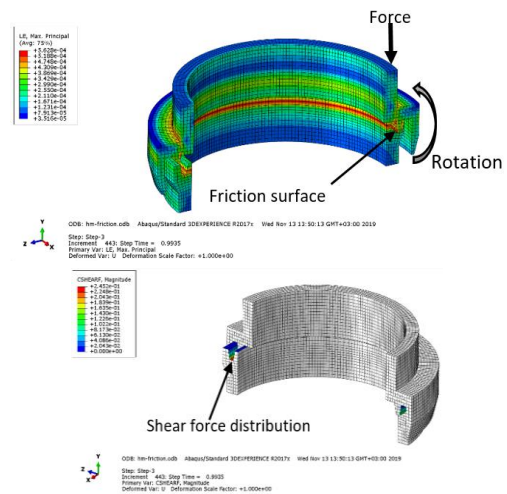 Force
LE, Max. Principal
(Avg: 75%)
+5.628e-04
+5.188e-04
+4.748e-04
+4.309e-04
+3.869e-04
+3.429e-04
+2.990e-04
+2.550e-04
+2.110e-04
+1.671e-04
+1.231e-04
+7.913e-05
+3.516e-05
Rotation
Friction surface
Y
Z
X
ODB: hm-friction.odb Abaqus/Standard 3DEXPERIENCE R2017x Wed Nov 13 13:50:13 GMT+03:00 2019
Step: Step-3
Increment 443: Step Time = 0.9935
Primary Var: LE, Max. Principal
Deformed Var: U Deformation Scale Factor: +1.000e+00
CSHEARF, Magnitude
+2.452e-01
+2.248e-01
+2.043e-01
+1.839e-01
+1.635e-01
+1.430e-01
+1.226e-01
+1.022e-01
+8.173e-02
+6.130e-02
+4.086e-02
+2.043e-02
+0.000e+00
Shear force distribution
Y
Z
X
ODB: hm-friction.odb Abaqus/Standard 3DEXPERIENCE R2017x Wed Nov 13 13:50:13 GMT+03:00 2019
Step: Step-3
Increment 443: Step Time = 0.9935
Primary Var: CSHEARF, Magnitude
Deformed Var: U Deformation Scale Factor: +1.000e+00